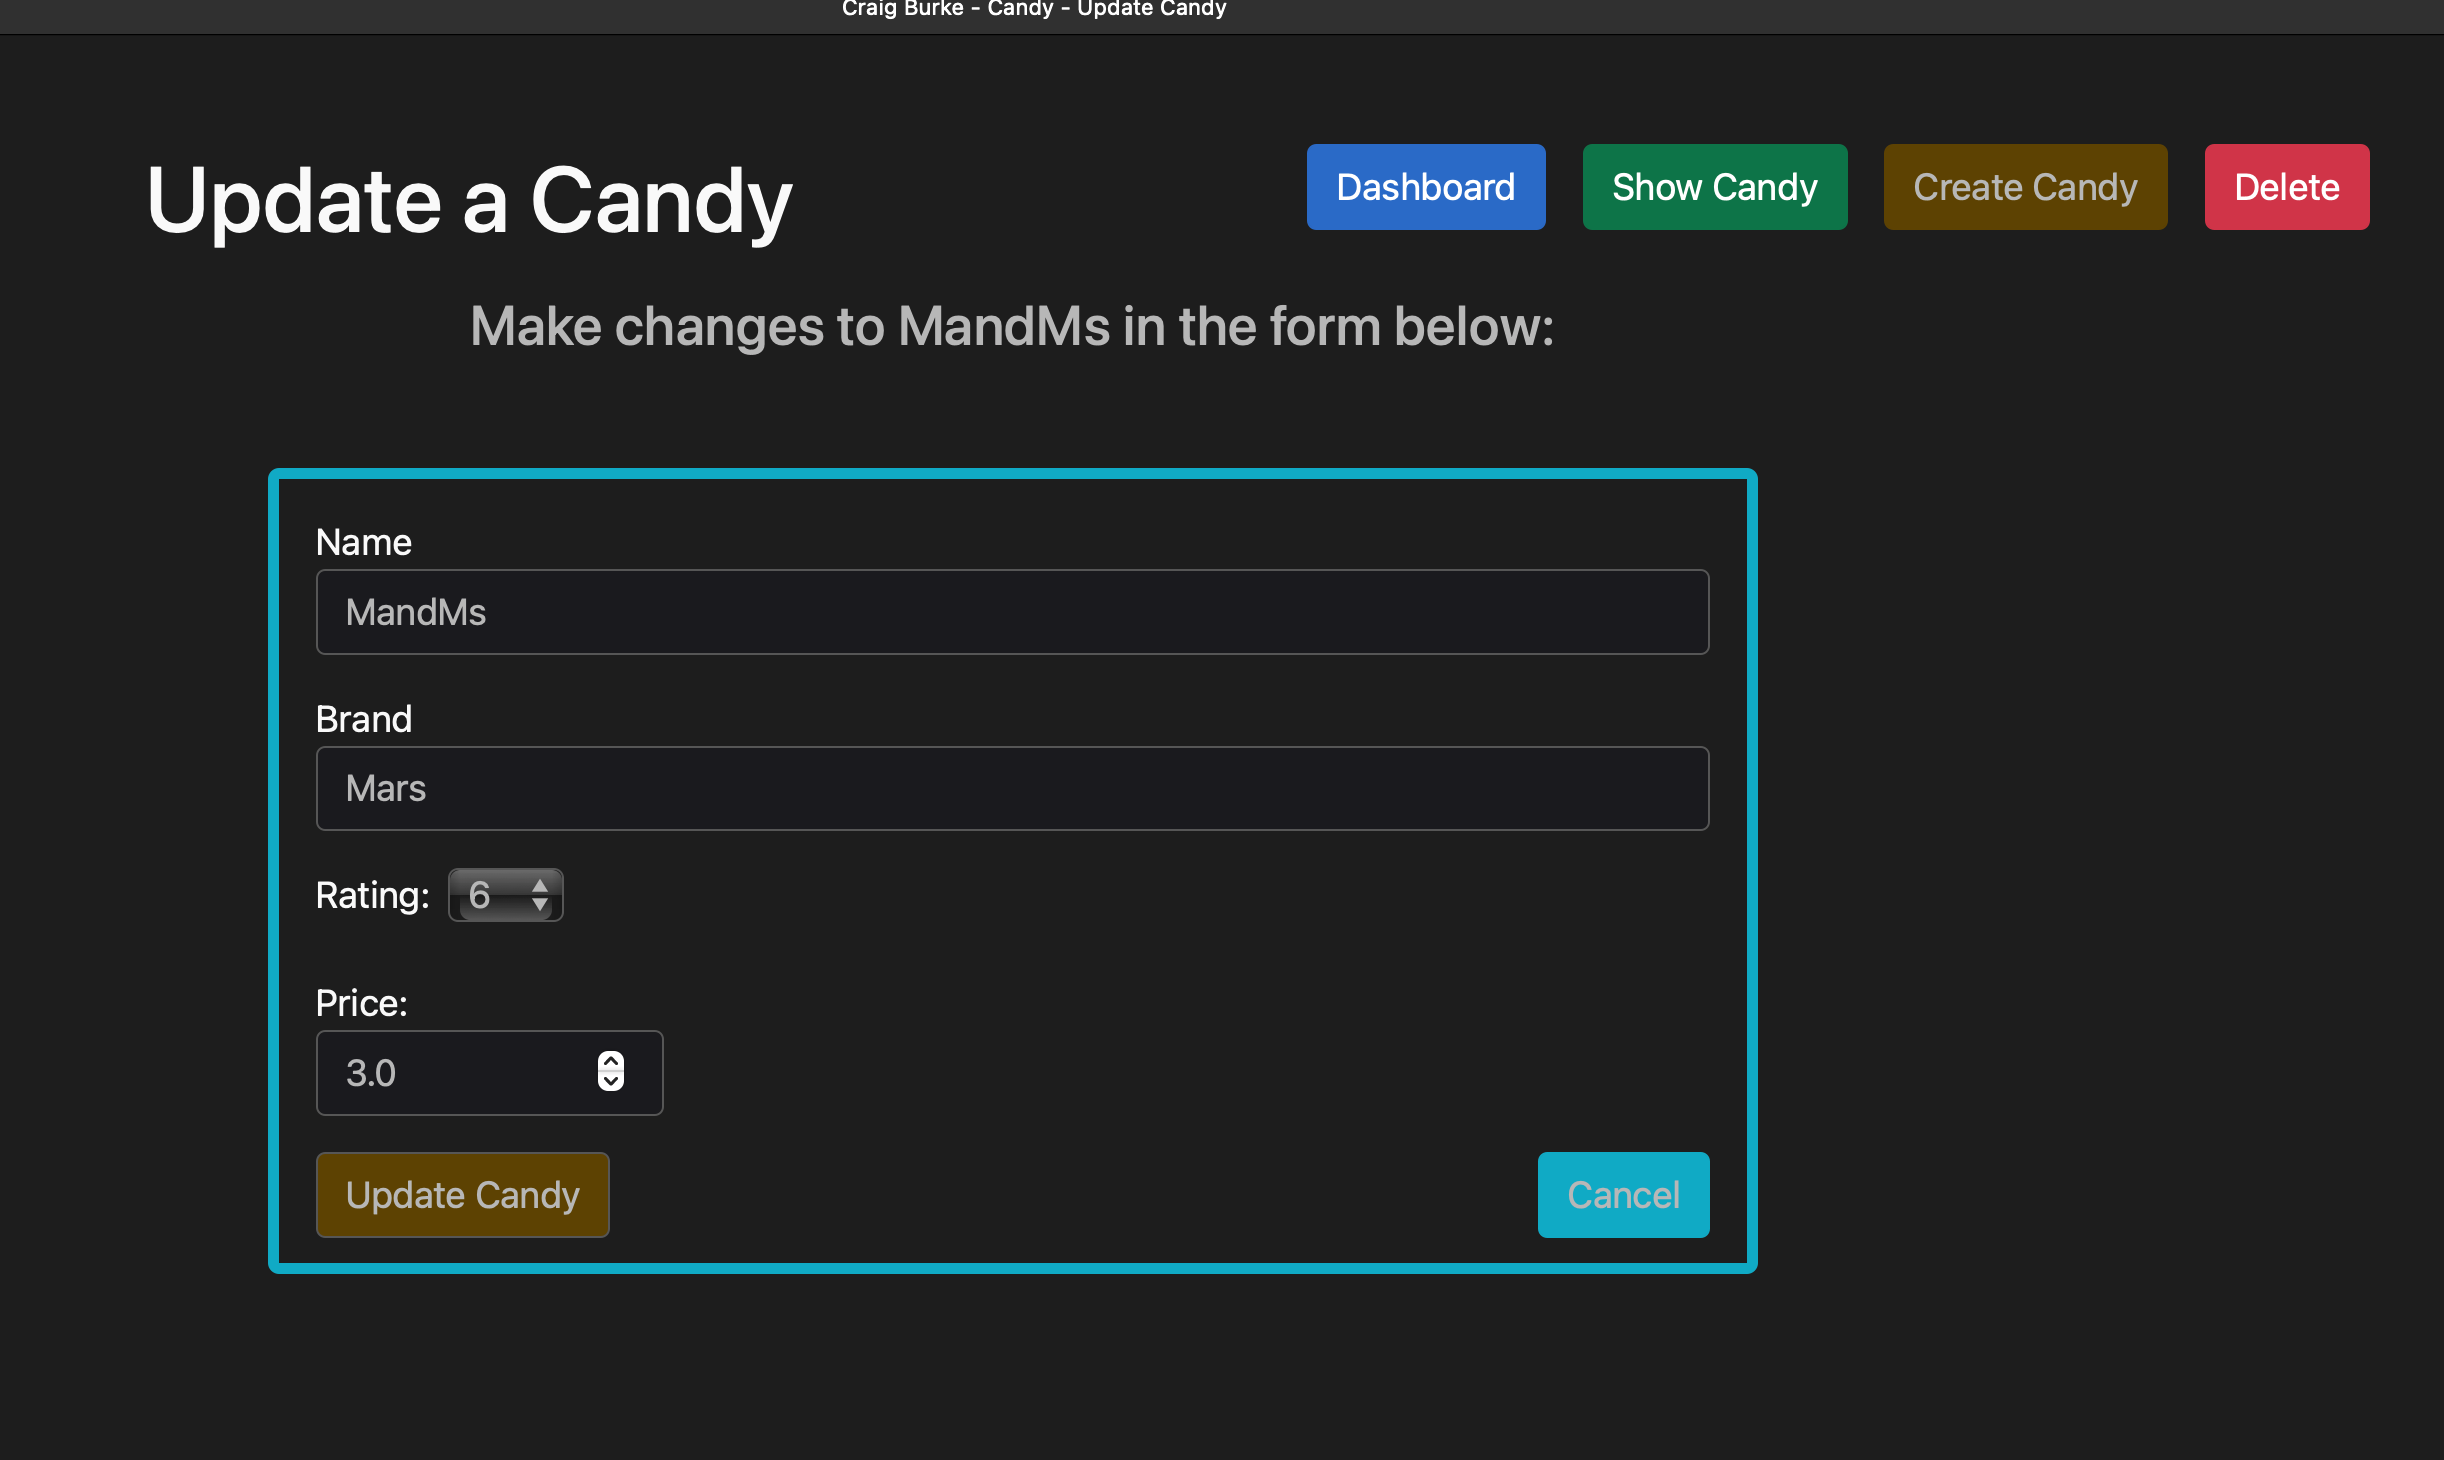 Craig Burke - Candy - Update Candy
Update a Candy
Dashboard
Show Candy
Create Candy
Delete
Make changes to MandMs in the form below:
Name
MandMs
Brand
Mars
Rating: 6
Price:
3.0
Update Candy
Cancel